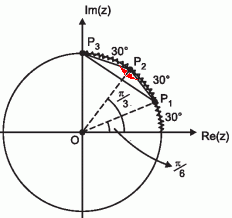 Im(z)
P₃
30°
P₂
30°
π/3
P₁
30°
O
Re(z)
π/6